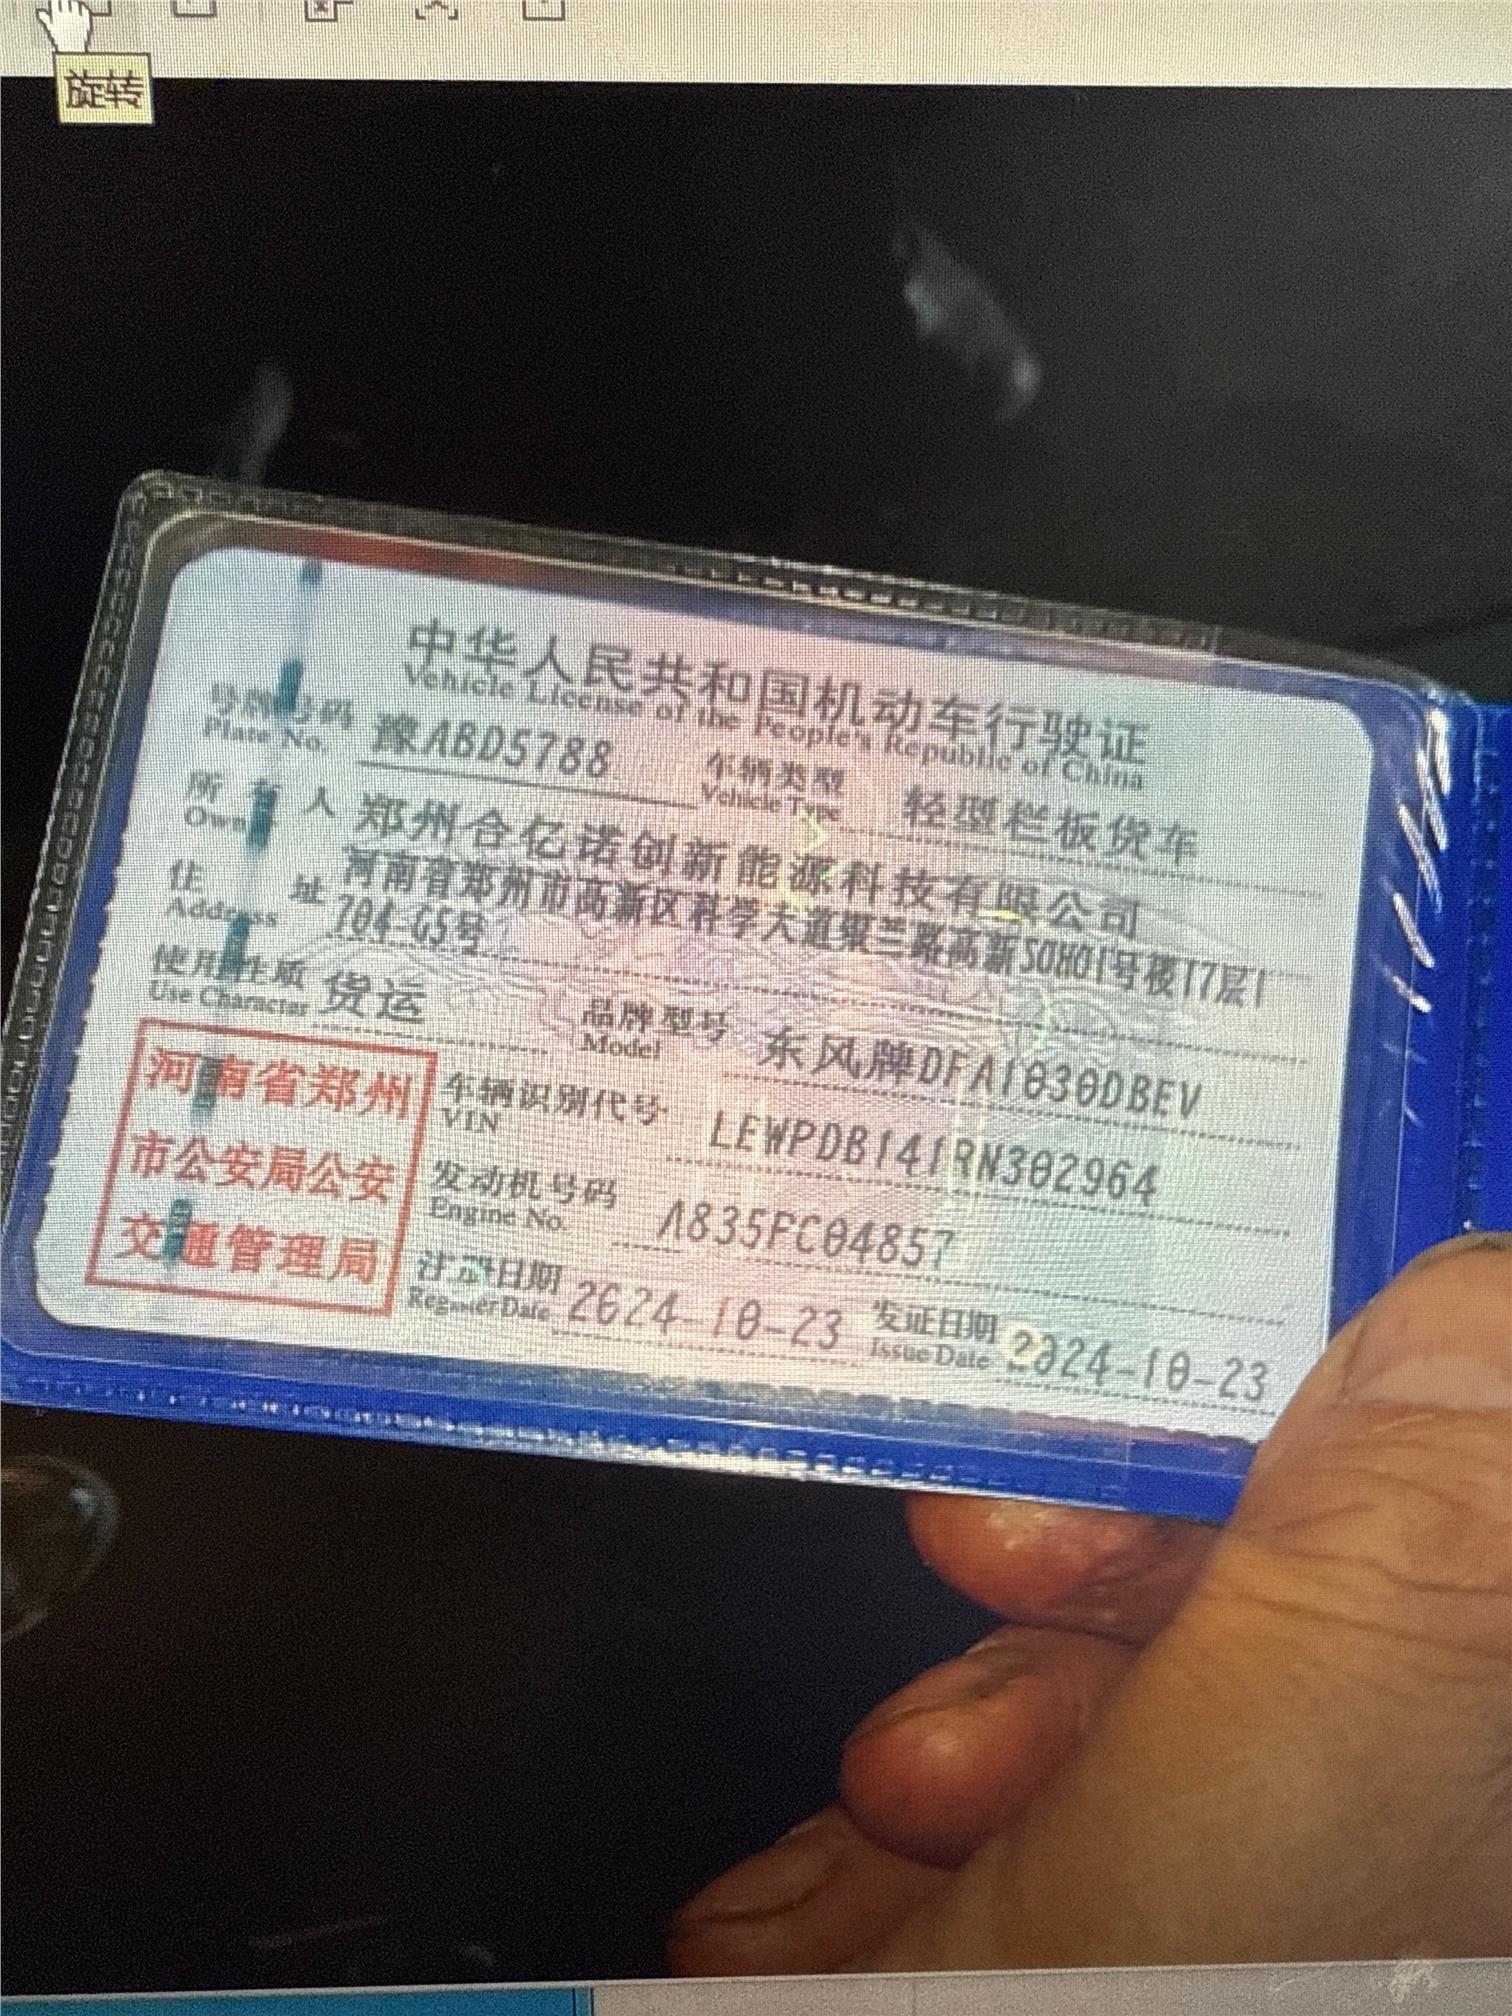 旋转
中华人民共和国机动车行驶证
Vehicle License of the People's Republic of China
号牌号码 豫ABD5788 车辆类型 轻型栏板货车
Plate No. Vehicle Type
所有人 郑州合亿诺创新能源科技有限公司
Owner
住址 河南省郑州市高新区科学大道银兰路高新SOHO1号楼17层1
Address 704-G5号
使用性质 货运 品牌型号 东风牌DFA1030DBEV
Use Character Model
河南省郑州
市公安局公安
交通管理局
车辆识别代号 LEWPDB141RN302964
VIN
发动机号码 A835PC04857
Engine No.
注册日期 2024-10-23 发证日期 2024-10-23
Register Date Issue Date